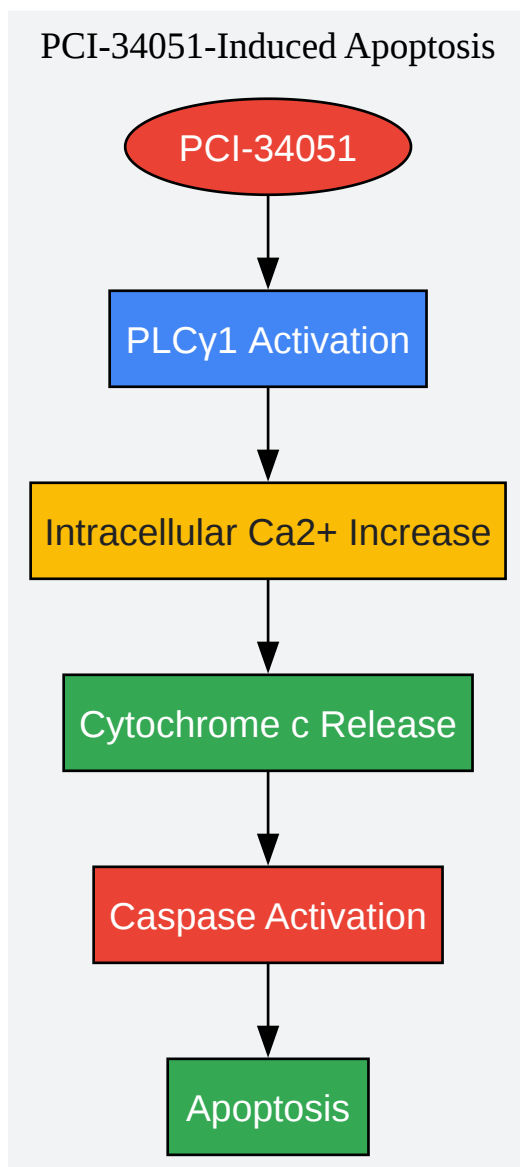 PCI-34051-Induced Apoptosis
PCI-34051
PLCγ1 Activation
Intracellular Ca2+ Increase
Cytochrome c Release
Caspase Activation
Apoptosis